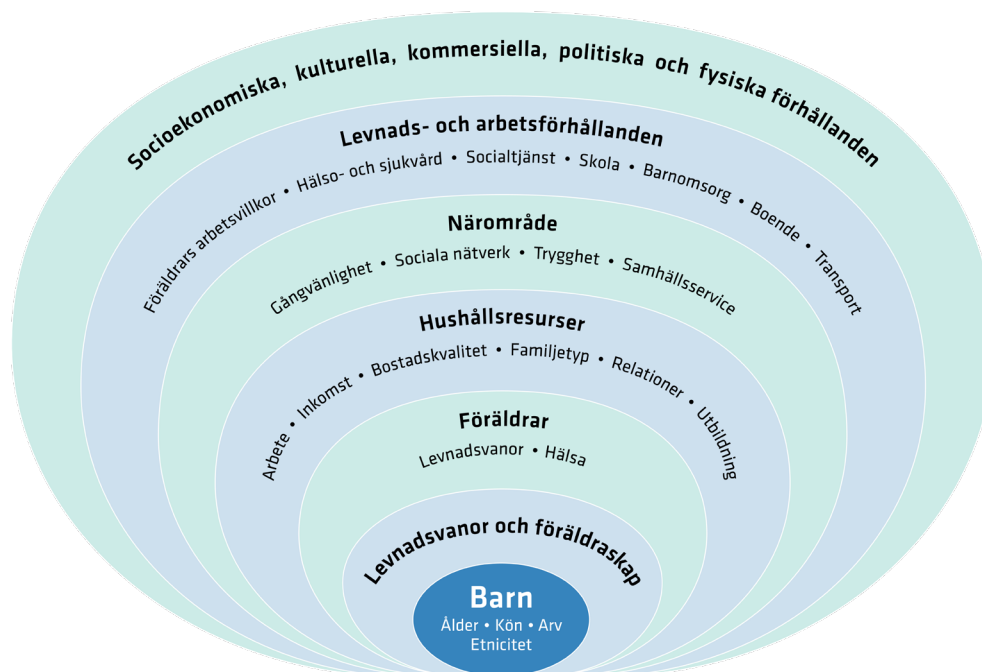 Socioekonomiska, kulturella, kommersiella, politiska och fysiska förhållanden
Levnads- och arbetsförhållanden
Föräldrars arbetsvillkor • Hälso- och sjukvård • Socialtjänst • Skola • Barnomsorg • Boende • Transport
Närområde
Gångvänlighet • Sociala nätverk • Trygghet • Samhällsservice
Hushållsresurser
Arbete • Inkomst • Bostadskvalitet • Familjetyp • Relationer • Utbildning
Föräldrar
Levnadsvanor • Hälsa
Levnadsvanor och föräldraskap
Barn
Ålder • Kön • Arv
Etnicitet